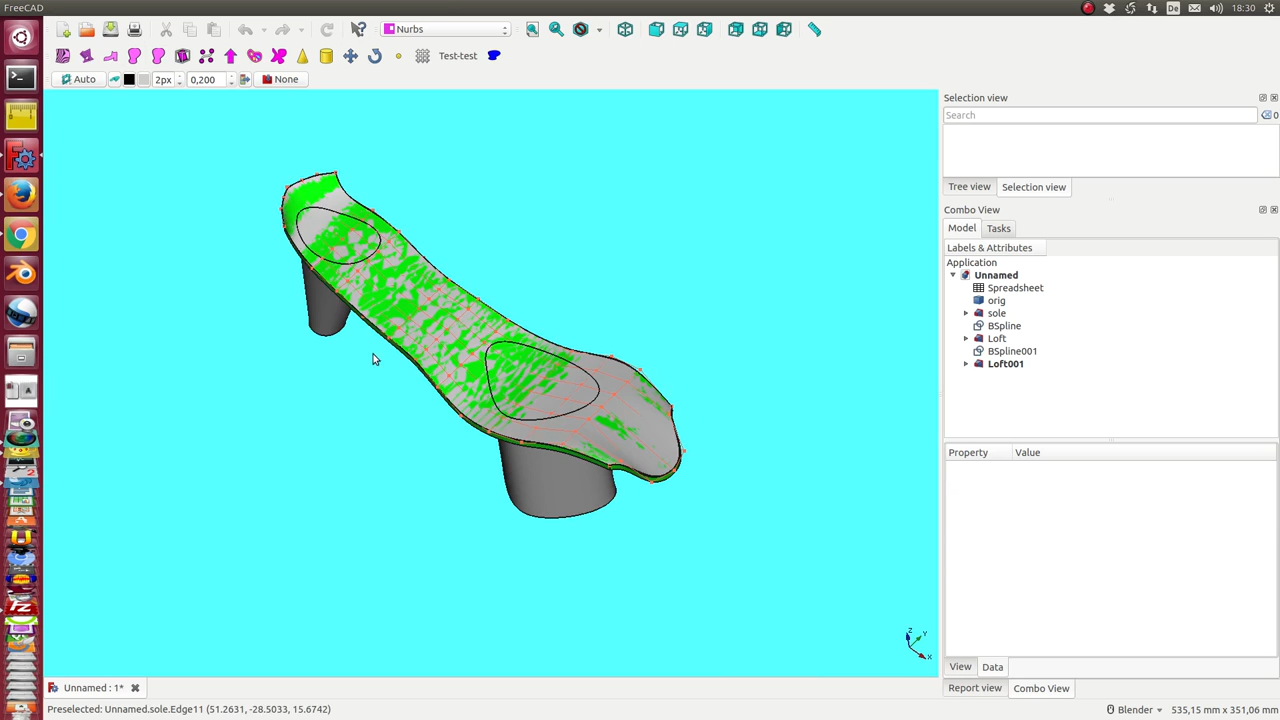 FreeCAD
18:30
Nurbs
Test-test
Auto
2px
0,200
None
Selection view
Search
0
Tree view
Selection view
Combo View
Model
Tasks
Labels & Attributes
Application
Unnamed
Spreadsheet
orig
sole
BSpline
Loft
BSpline001
Loft001
Property
Value
Z
Y
X
View
Data
Unnamed : 1*
Report view
Combo View
Preselected: Unnamed.sole.Edge11 (51.2631, -28.5033, 15.6742)
Blender
535,15 mm x 351,06 mm